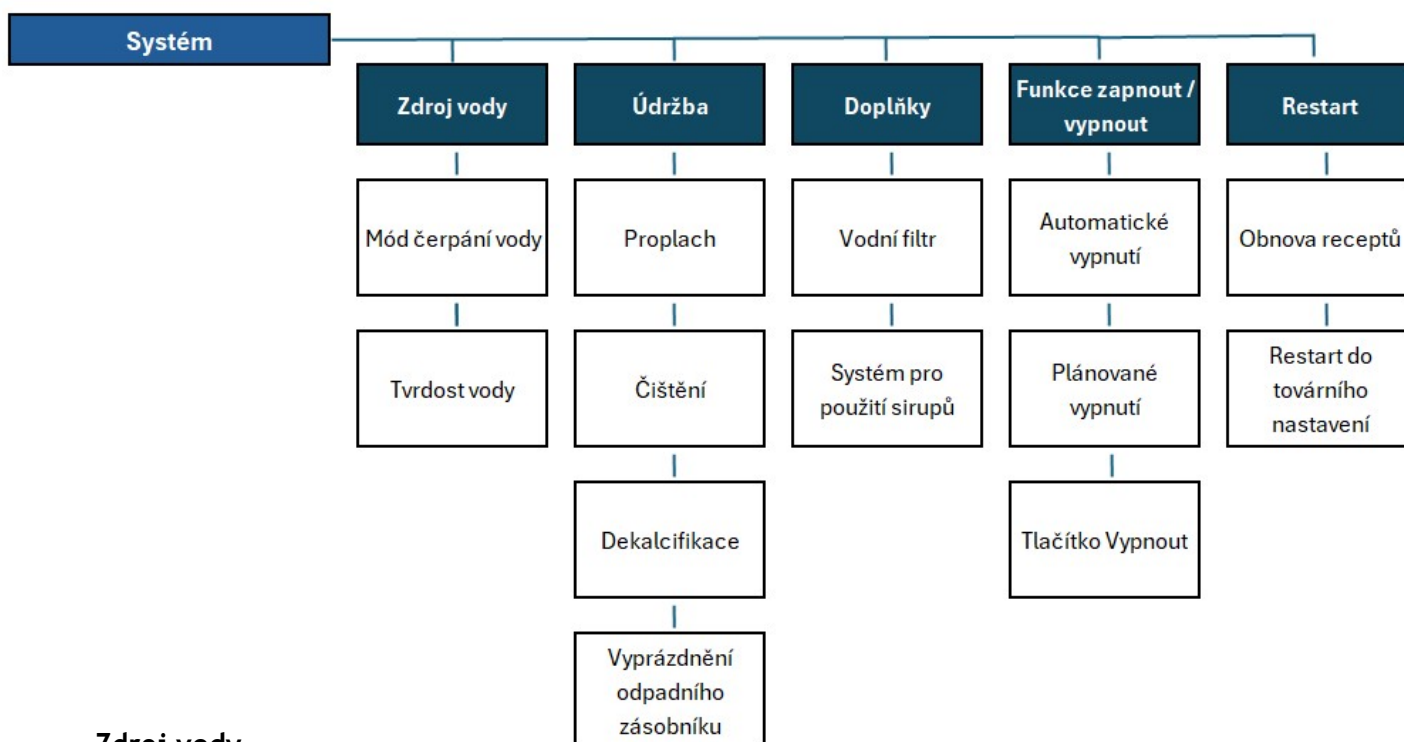 Systém
Zdroj vody
Údržba
Doplňky
Funkce zapnout /
vypnout
Restart
Mód čerpání vody
Proplach
Vodní filtr
Automatické
vypnutí
Obnova receptů
Tvrdost vody
Čištění
Systém pro
použití sirupů
Plánované
vypnutí
Restart do
továrního
nastavení
Dekalcifikace
Tlačítko Vypnout
Vyprázdnění
odpadního
zásobníku
Zdroj vody